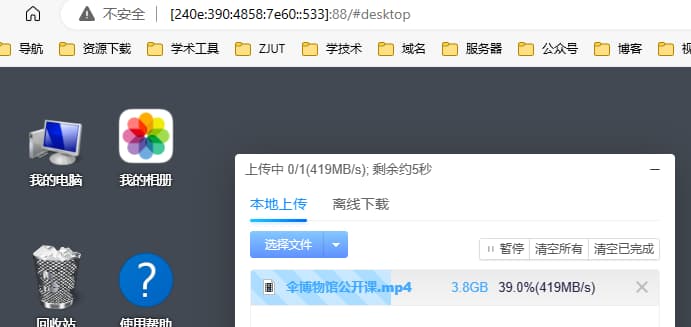 不安全 [240e:390:4858:7e60::533]:88/#desktop
导航 资源下载 学术工具 ZJUT 学技术 域名 服务器 公众号 博客
我的电脑 我的相册
上传中 0/1(419MB/s); 剩余约5秒
本地上传 离线下载
选择文件 暂停 清空所有 清空已完成
伞博物馆公开课.mp4 3.8GB 39.0%(419MB/s)
回收站 使用帮助